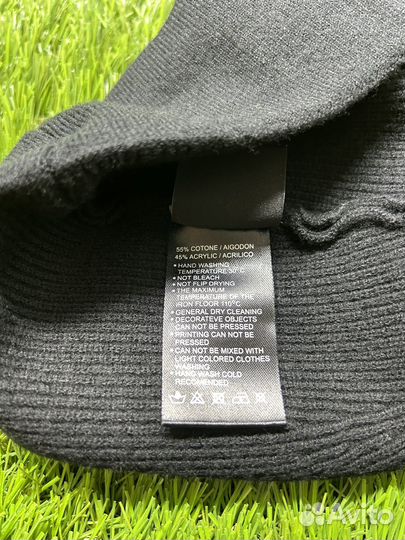 55% COTONE / AIGODON
45% ACRYLIC / ACRILICO
• HAND WASHING
TEMPERATURE 30°C
• NOT BLEACH
• NOT FLIP DRYING
• THE MAXIMUM
TEMPERATURE OF THE
IRON FLOOR 110°C
• GENERAL DRY CLEANING
• DECORATEVE OBJECTS
CAN NOT BE PRESSED
• PRINTING CAN NOT BE
PRESSED
• CAN NOT BE MIXED WITH
LIGHT COLORED CLOTHES
WASHING
• HAND WASH COLD
RECOMENDED
Avito